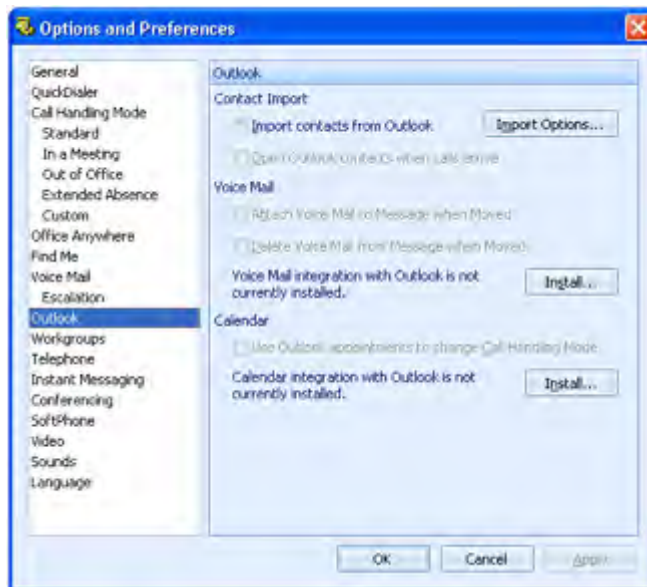 Options and Preferences
General
QuickDialer
Call Handling Mode
Standard
In a Meeting
Out of Office
Extended Absence
Custom
Office Anywhere
Find Me
Voice Mail
Escalation
Outlook
Workgroups
Telephone
Instant Messaging
Conferencing
SoftPhone
Video
Sounds
Language
Outlook
Contact Import
Import contacts from Outlook
Import Options...
Open Outlook contacts when calls arrive
Voice Mail
Attach Voice Mail to Message when Moved
Delete Voice Mail from Message when Moved
Voice Mail integration with Outlook is not
currently installed.
Install...
Calendar
Use Outlook appointments to change Call Handling Mode
Calendar integration with Outlook is not
currently installed.
Install...
OK
Cancel
Apply